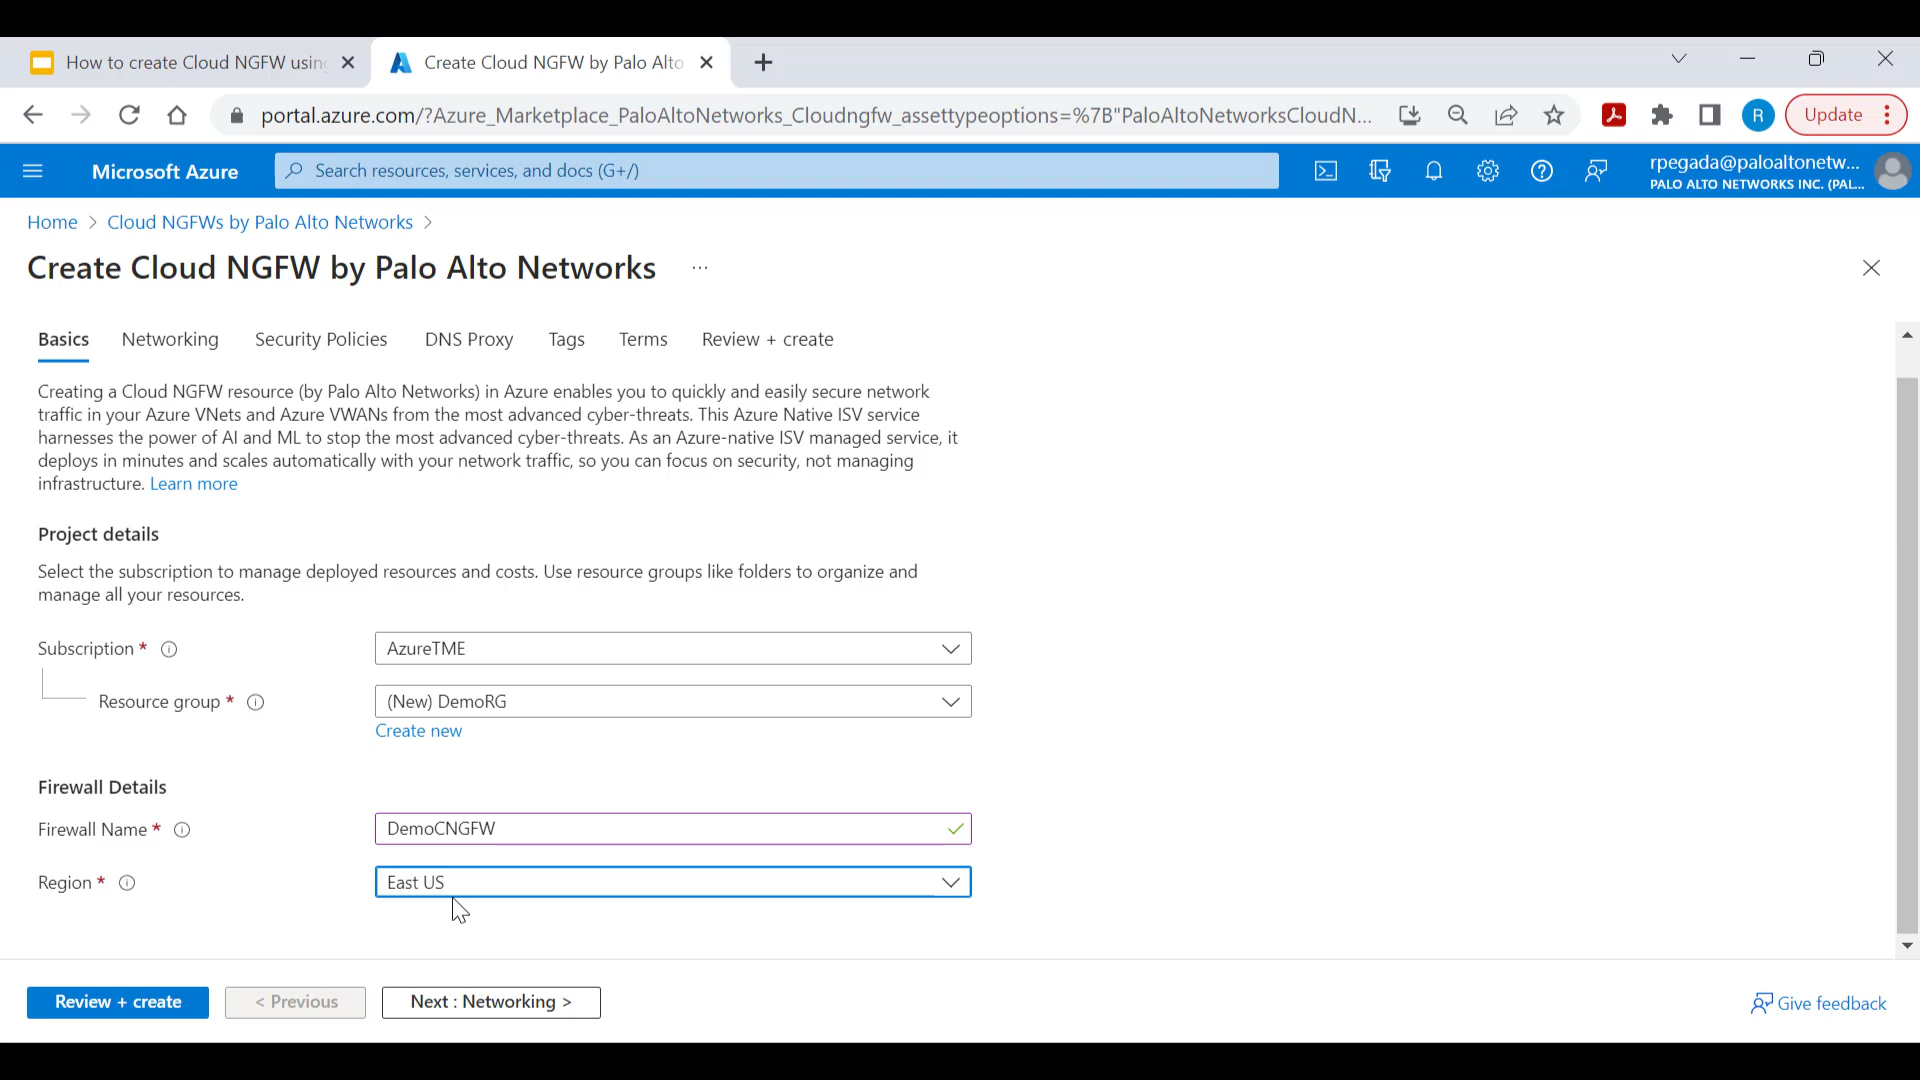 How to create Cloud NGFW usin
Create Cloud NGFW by Palo Alto
portal.azure.com/?Azure_Marketplace_PaloAltoNetworks_Cloudngfw_assettypeoptions=%7B"PaloAltoNetworksCloudN...
R
Update
Microsoft Azure
Search resources, services, and docs (G+/)
rpegada@paloaltonetw...
PALO ALTO NETWORKS INC. (PAL...
Home > Cloud NGFWs by Palo Alto Networks >
Create Cloud NGFW by Palo Alto Networks ...
Basics Networking Security Policies DNS Proxy Tags Terms Review + create
Creating a Cloud NGFW resource (by Palo Alto Networks) in Azure enables you to quickly and easily secure network
traffic in your Azure VNets and Azure VWANs from the most advanced cyber-threats. This Azure Native ISV service
harnesses the power of AI and ML to stop the most advanced cyber-threats. As an Azure-native ISV managed service, it
deploys in minutes and scales automatically with your network traffic, so you can focus on security, not managing
infrastructure. Learn more
Project details
Select the subscription to manage deployed resources and costs. Use resource groups like folders to organize and
manage all your resources.
Subscription * AzureTME
Resource group * (New) DemoRG
Create new
Firewall Details
Firewall Name * DemoCNGFW
Region * East US
Review + create < Previous Next : Networking > Give feedback